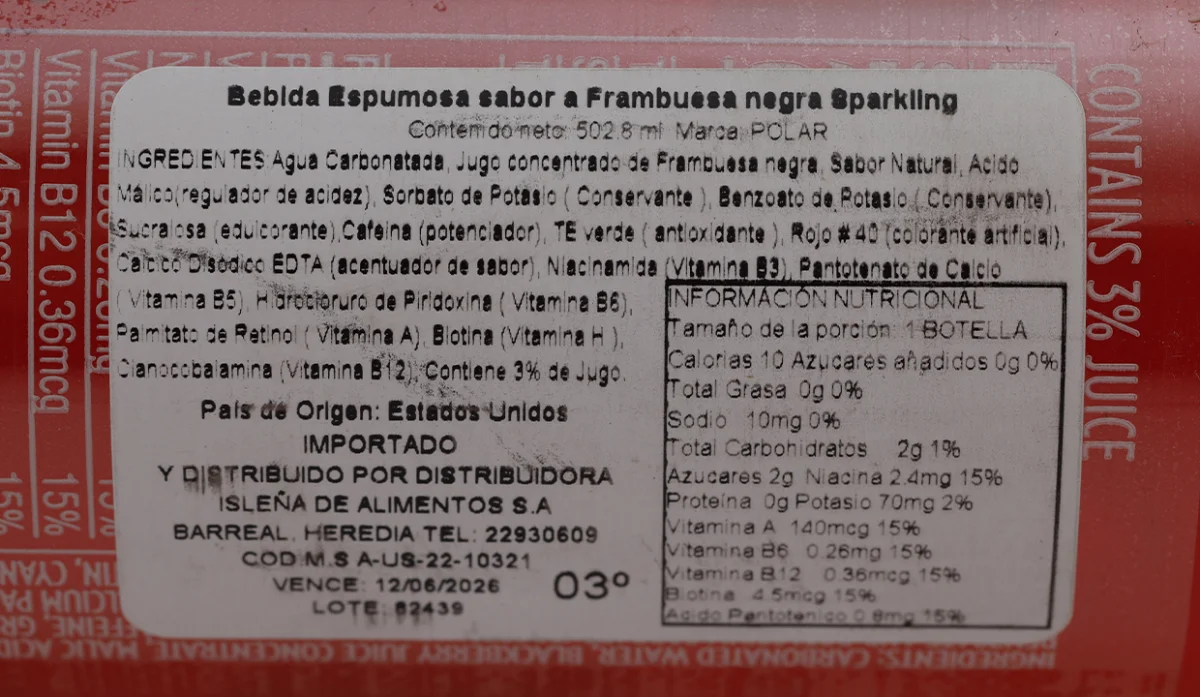 Bebida Espumosa sabor a Frambuesa negra Sparkling
Contenido neto: 502.8 ml Marca: POLAR
INGREDIENTES Agua Carbonatada, Jugo concentrado de Frambuesa negra, Sabor Natural, Acido
Málico(regulador de acidez), Sorbato de Potasio ( Conservante ), Benzoato de Potasio ( Conservante),
Sucralosa (edulcorante),Cafeína (potenciador), TE verde ( antioxidante ), Rojo # 40 (colorante artificial),
Disodico EDTA (acentuador de sabor), Niacinamida (Vitamina B3), Pantotenato de Calcio
( Vitamina B5), Hidrocloruro de Piridoxina ( Vitamina B6),
Palmitato de Retinol ( Vitamina A), Biotina (Vitamina H ),
Cianocobalamina (Vitamina B12), Contiene 3% de Jugo.
País de Origen: Estados Unidos
IMPORTADO
Y DISTRIBUIDO POR DISTRIBUIDORA
ISLEÑA DE ALIMENTOS S.A
BARREAL, HEREDIA TEL: 22930609
COD M.S A-US-22-10321
VENCE: 12/06/2026
LOTE: 82439
03°
INFORMACIÓN NUTRICIONAL
Tamaño de la porción: 1 BOTELLA
Calorías 10 Azucares añadidos 0g 0%
Total Grasa 0g 0%
Sodio 10mg 0%
Total Carbohidratos 2g 1%
Azucares 2g Niacina 2.4mg 15%
Proteína 0g Potasio 70mg 2%
Vitamina A 140mcg 15%
Vitamina B6 0.26mg 15%
Vitamina B12 0.36mcg 15%
Biotina 4.5mcg 15%
Acido Pantotenico 0.8mg 15%
CONTAINS 3% JUICE
Vitamin B12 0.36mcg 15%
Biotin 4.5mcg 15%
INGREDIENTS: CARBONATED WATER, BLACKBERRY JUICE CONCENTRATE, MALIC ACID